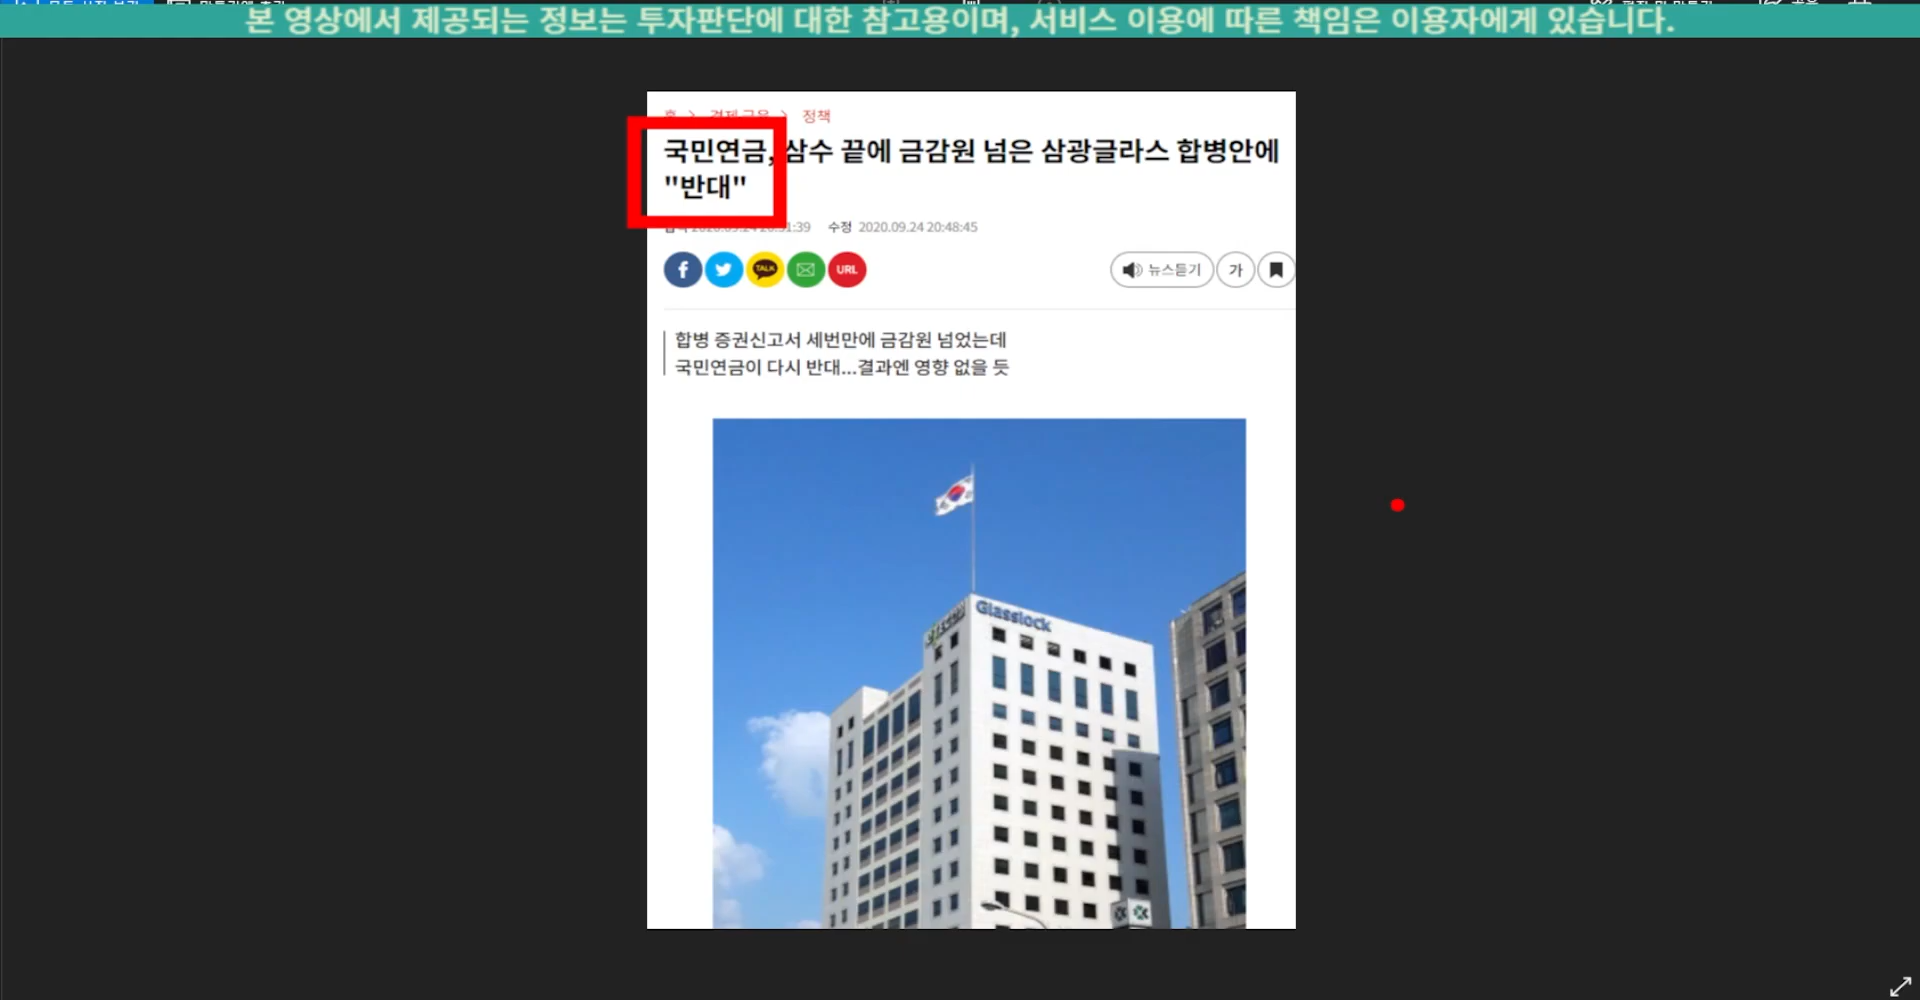 본 영상에서 제공되는 정보는 투자판단에 대한 참고용이며, 서비스 이용에 따른 책임은 이용자에게 있습니다.
정책
국민연금, 삼수 끝에 금감원 넘은 삼광글라스 합병안에
"반대"
수정 2020.09.24 20:48:45
f TALK URL 뉴스듣기 가
합병 증권신고서 세번만에 금감원 넘었는데
국민연금이 다시 반대...결과엔 영향 없을 듯
Glasslock